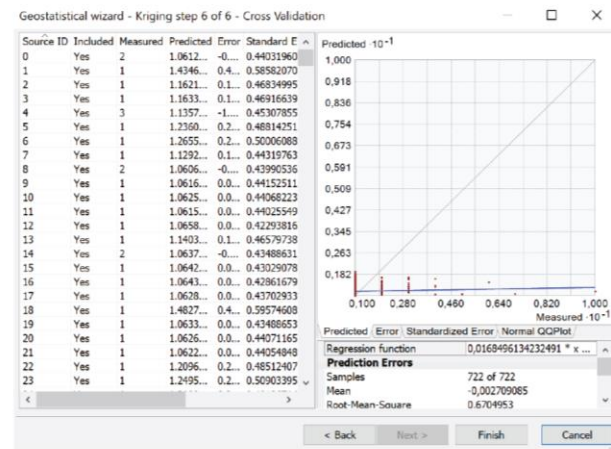 Geostatistical wizard - Kriging step 6 of 6 - Cross Validation
Source ID Included Measured Predicted Error Standard E
0 Yes 2 1.0612... -0.... 0.44031960
1 Yes 1 1.4346... 0.4... 0.58582070
2 Yes 1 1.1621... 0.1... 0.46834995
3 Yes 1 1.1633... 0.1... 0.46916639
4 Yes 3 1.1357... -1.... 0.45307855
5 Yes 1 1.2360... 0.2... 0.48814251
6 Yes 1 1.2655... 0.2... 0.50006088
7 Yes 1 1.1292... 0.1... 0.44319763
8 Yes 2 1.0606... -0.... 0.43990536
9 Yes 1 1.0616... 0.0... 0.44152511
10 Yes 1 1.0625... 0.0... 0.44068223
11 Yes 1 1.0615... 0.0... 0.44025549
12 Yes 1 1.0658... 0.0... 0.42293816
13 Yes 1 1.1403... 0.1... 0.46579738
14 Yes 2 1.0637... -0.... 0.43488631
15 Yes 1 1.0642... 0.0... 0.43029078
16 Yes 1 1.0643... 0.0... 0.42861679
17 Yes 1 1.0628... 0.0... 0.43702933
18 Yes 1 1.4827... 0.4... 0.59574608
19 Yes 1 1.0633... 0.0... 0.43488653
20 Yes 1 1.0626... 0.0... 0.44071165
21 Yes 1 1.0622... 0.0... 0.44054848
22 Yes 1 1.2096... 0.2... 0.48512407
23 Yes 1 1.2495... 0.2... 0.50903395
Predicted ·10⁻¹
1,000
0,918
0,836
0,754
0,673
0,591
0,509
0,427
0,345
0,263
0,182
0,100 0,280 0,460 0,640 0,820 1,000
Measured ·10⁻¹
Predicted Error Standardized Error Normal QQPlot
Regression function 0,0168496134232491 * x ...
Prediction Errors
Samples 722 of 722
Mean -0,002709085
Root-Mean-Square 0.6704953
< Back Next > Finish Cancel